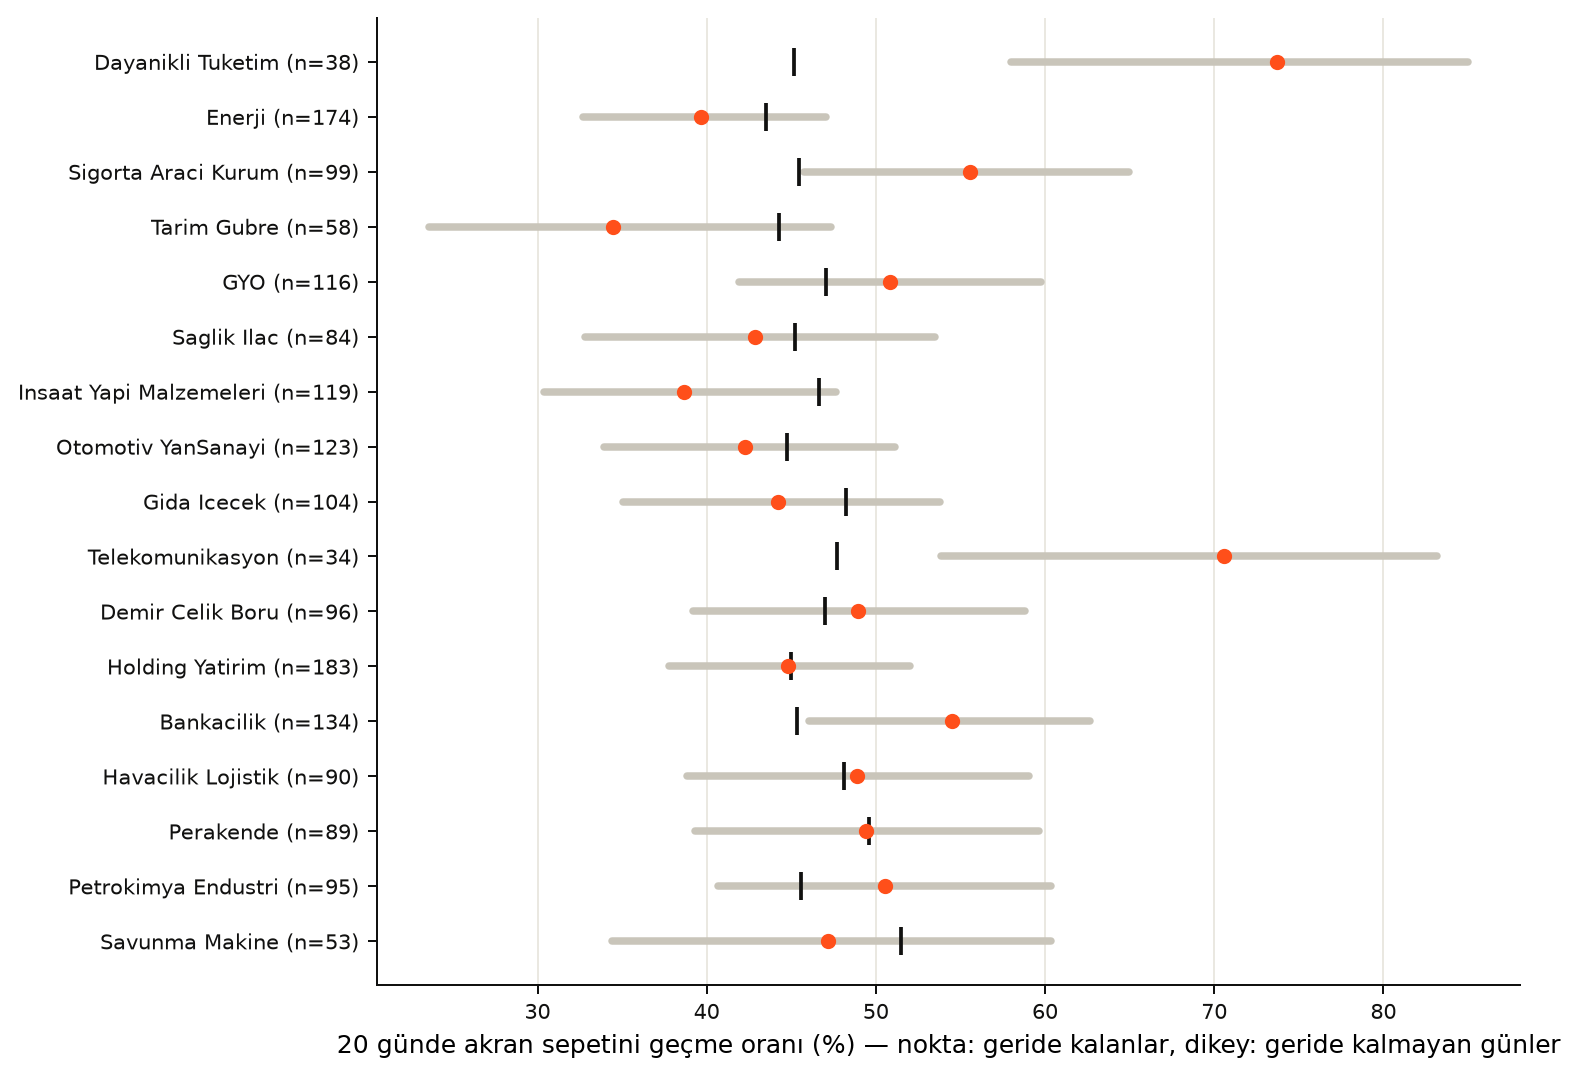 Dayanikli Tuketim (n=38)
Enerji (n=174)
Sigorta Araci Kurum (n=99)
Tarim Gubre (n=58)
GYO (n=116)
Saglik Ilac (n=84)
Insaat Yapi Malzemeleri (n=119)
Otomotiv YanSanayi (n=123)
Gida Icecek (n=104)
Telekomunikasyon (n=34)
Demir Celik Boru (n=96)
Holding Yatirim (n=183)
Bankacilik (n=134)
Havacilik Lojistik (n=90)
Perakende (n=89)
Petrokimya Endustri (n=95)
Savunma Makine (n=53)
30 40 50 60 70 80
20 günde akran sepetini geçme oranı (%) — nokta: geride kalanlar, dikey: geride kalmayan günler